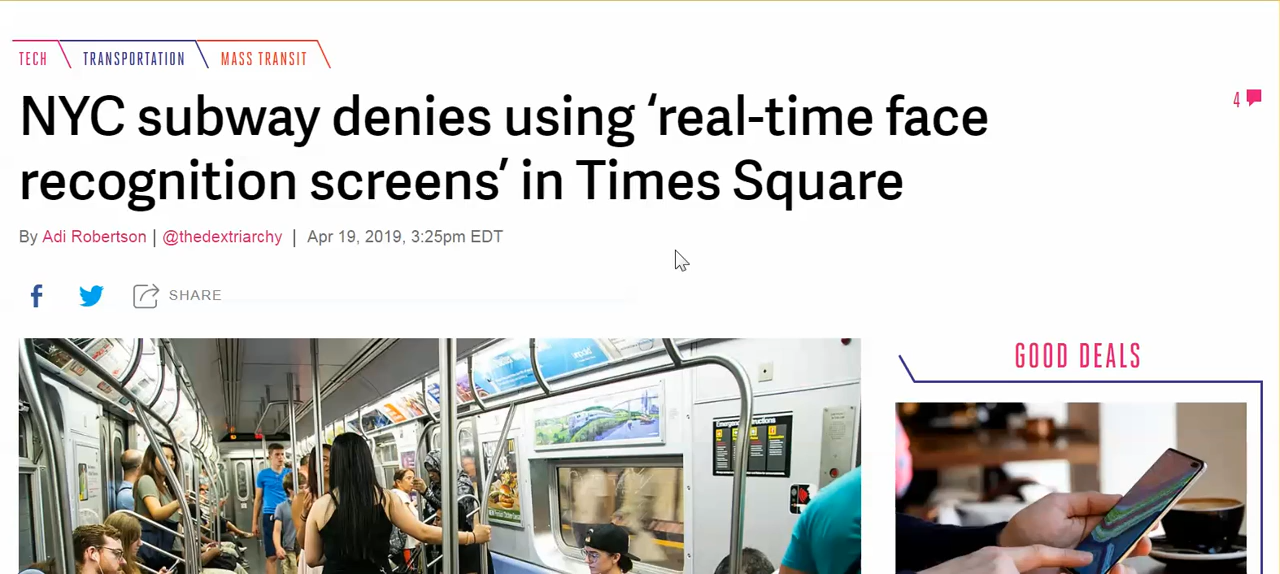 TECH TRANSPORTATION MASS TRANSIT
NYC subway denies using ‘real-time face
recognition screens’ in Times Square
4
By Adi Robertson | @thedextriarchy | Apr 19, 2019, 3:25pm EDT
SHARE
GOOD DEALS